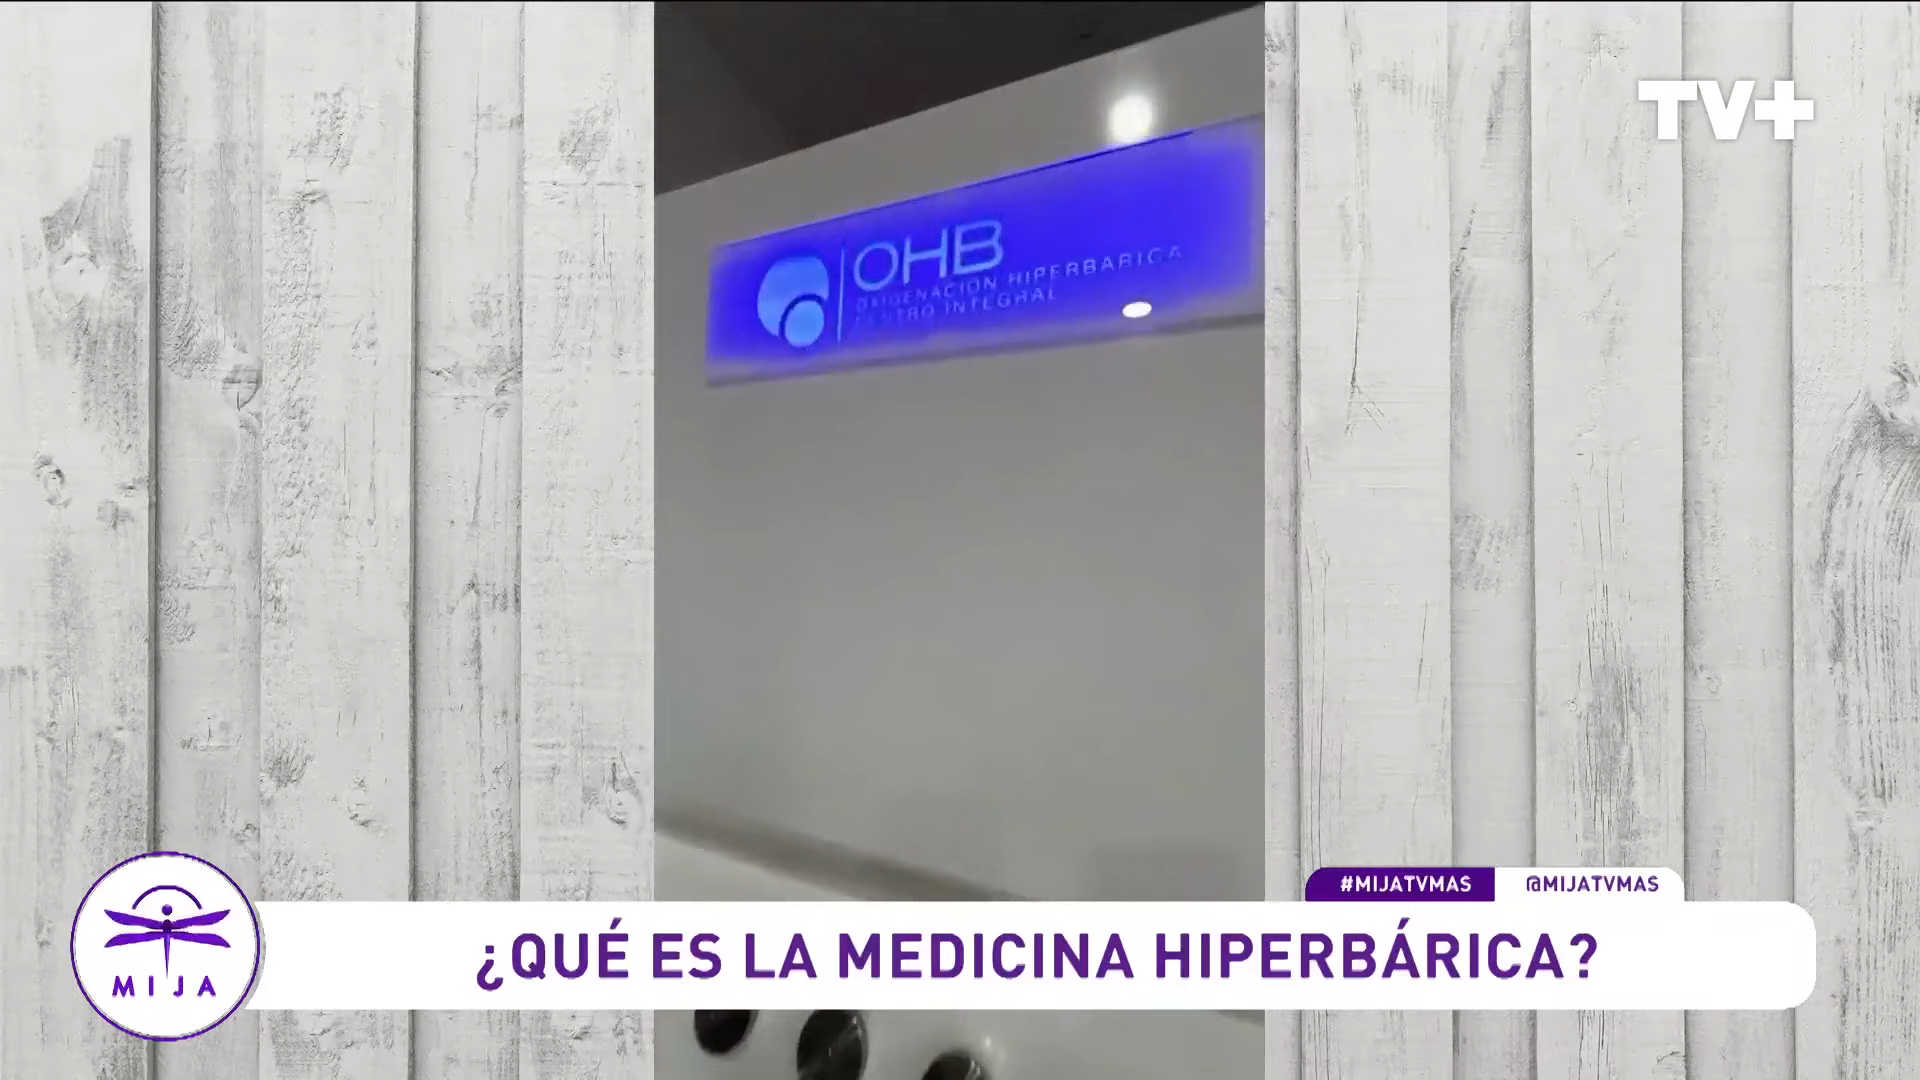 TV+
OHB
OXIGENACION HIPERBARICA
CENTRO INTEGRAL
#MIJATVMAS
@MIJATVMAS
¿QUÉ ES LA MEDICINA HIPERBÁRICA?
MIJA